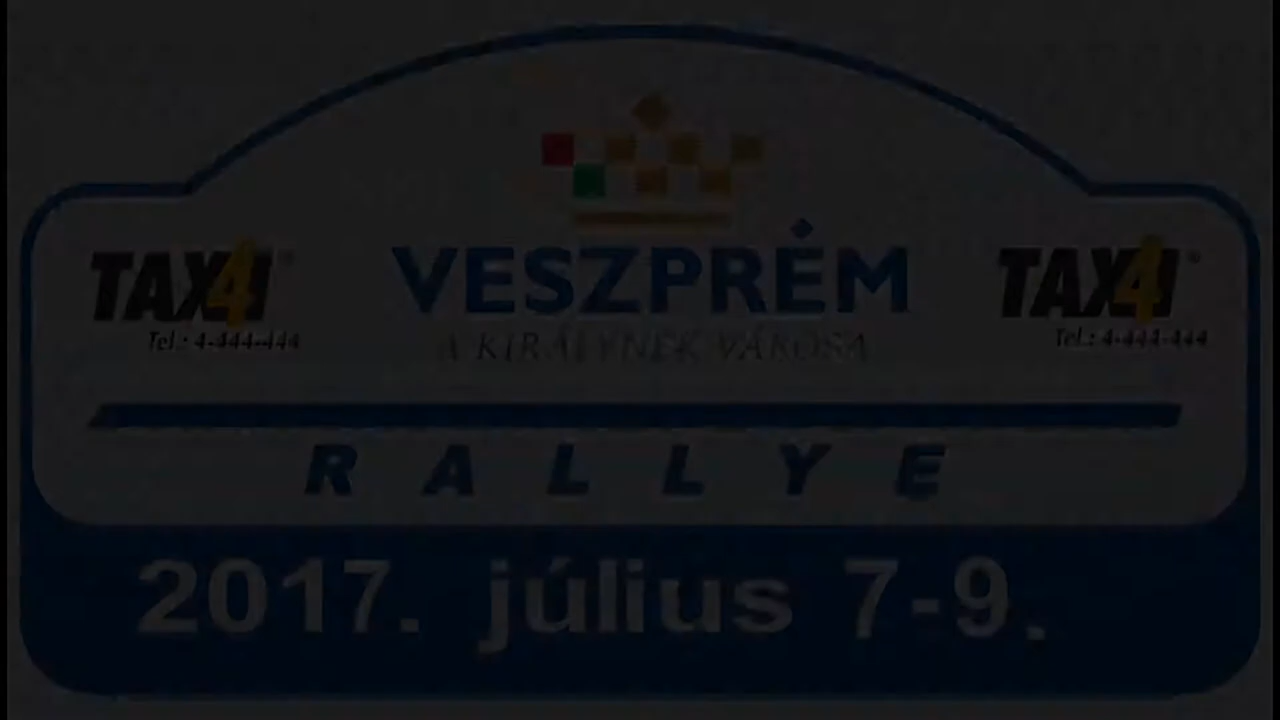 VESZPRÉM
TAX4® TAX4®
Tel.: 4-444-444 Tel.: 4-444-444
A KIRÁLYNÉK VÁROSA
RALLYE
2017. július 7-9.